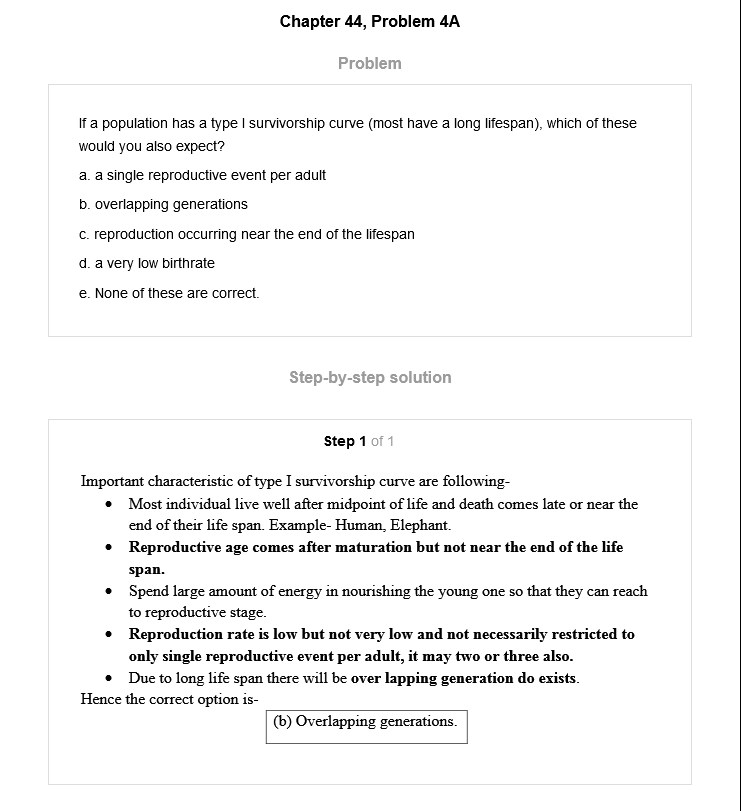 Chapter 44, Problem 4A
Problem
If a population has a type I survivorship curve (most have a long lifespan), which of these
would you also expect?
a. a single reproductive event per adult
b. overlapping generations
c. reproduction occurring near the end of the lifespan
d. a very low birthrate
e. None of these are correct.
Step-by-step solution
Step 1 of 1
Important characteristic of type I survivorship curve are following-
• Most individual live well after midpoint of life and death comes late or near the
end of their life span. Example- Human, Elephant.
• Reproductive age comes after maturation but not near the end of the life
span.
• Spend large amount of energy in nourishing the young one so that they can reach
to reproductive stage.
• Reproduction rate is low but not very low and not necessarily restricted to
only single reproductive event per adult, it may two or three also.
• Due to long life span there will be over lapping generation do exists.
Hence the correct option is-
(b) Overlapping generations.